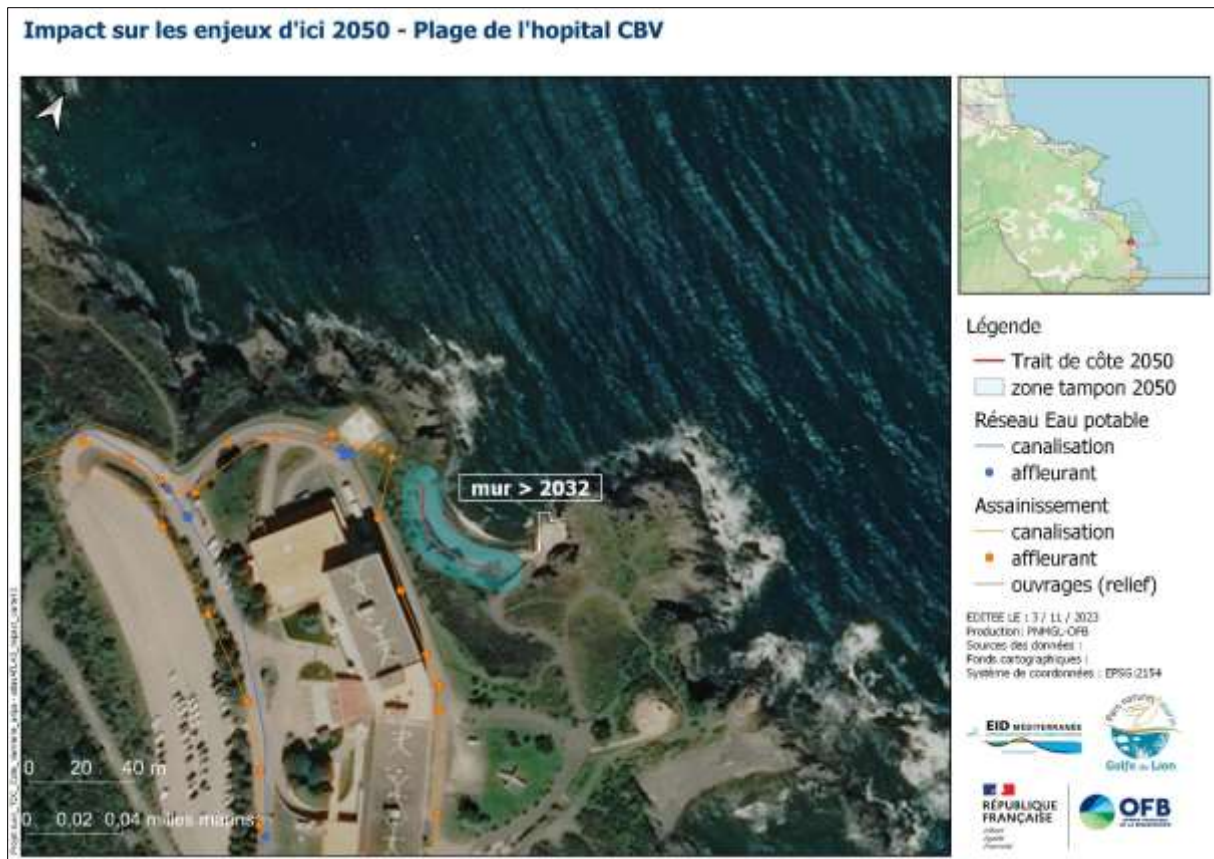 Impact sur les enjeux d'ici 2050 - Plage de l'hopital CBV
mur > 2032
0 20 40 m
0 0,02 0,04 milles marins
Légende
Trait de côte 2050
zone tampon 2050
Réseau Eau potable
canalisation
affleurant
Assainissement
canalisation
affleurant
ouvrages (relief)
EDITEE LE : 3 / 11 / 2023
Production: PNMGL-OFB
Sources des données :
Fonds cartographiques :
Système de coordonnées : EPSG:2154
EID MÉDITERRANÉE
Golfe du Lion
RÉPUBLIQUE
FRANÇAISE
OFB